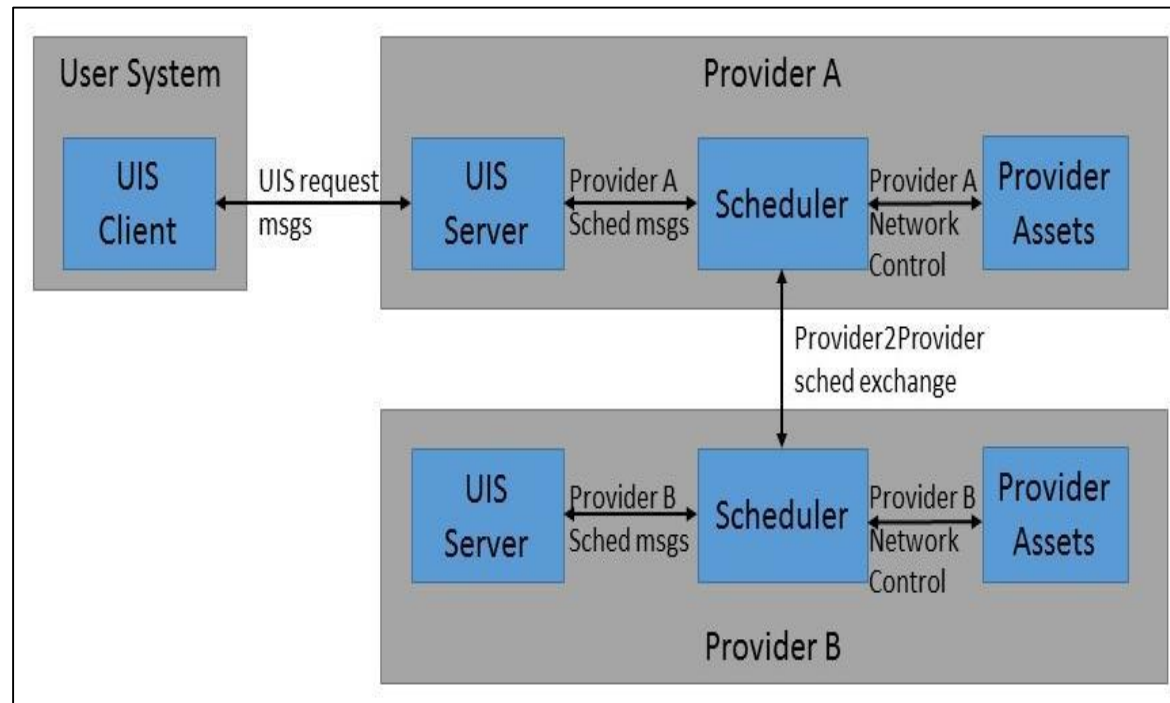 User System
UIS
Client
UIS request
msgs
Provider A
UIS
Server
Provider A
Sched msgs
Scheduler
Provider A
Network
Control
Provider
Assets
Provider2Provider
sched exchange
UIS
Server
Provider B
Sched msgs
Scheduler
Provider B
Network
Control
Provider
Assets
Provider B